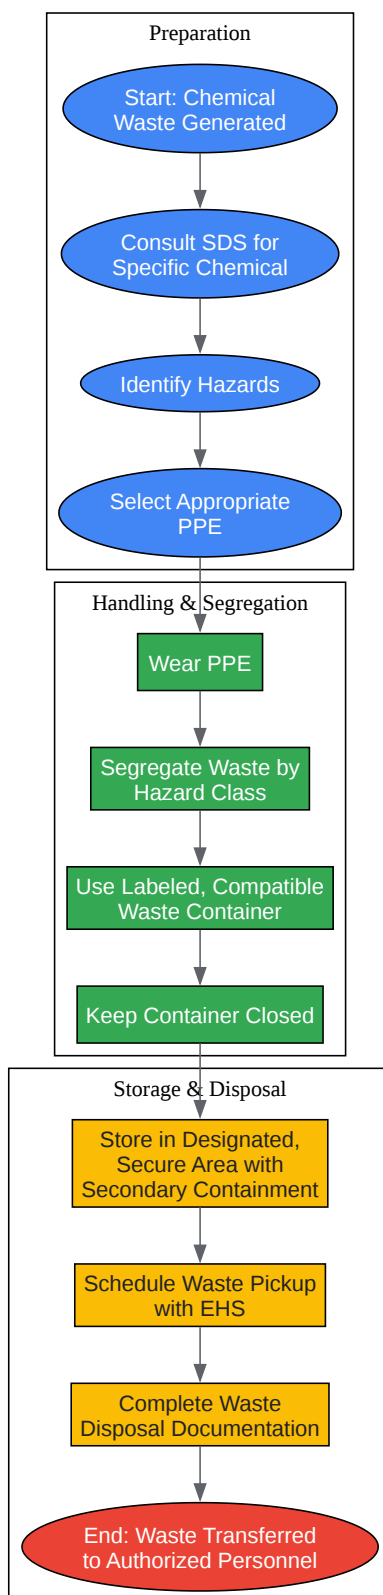 Preparation
Start: Chemical
Waste Generated
Consult SDS for
Specific Chemical
Identify Hazards
Select Appropriate
PPE
Handling & Segregation
Wear PPE
Segregate Waste by
Hazard Class
Use Labeled, Compatible
Waste Container
Keep Container Closed
Storage & Disposal
Store in Designated,
Secure Area with
Secondary Containment
Schedule Waste Pickup
with EHS
Complete Waste
Disposal Documentation
End: Waste Transferred
to Authorized Personnel